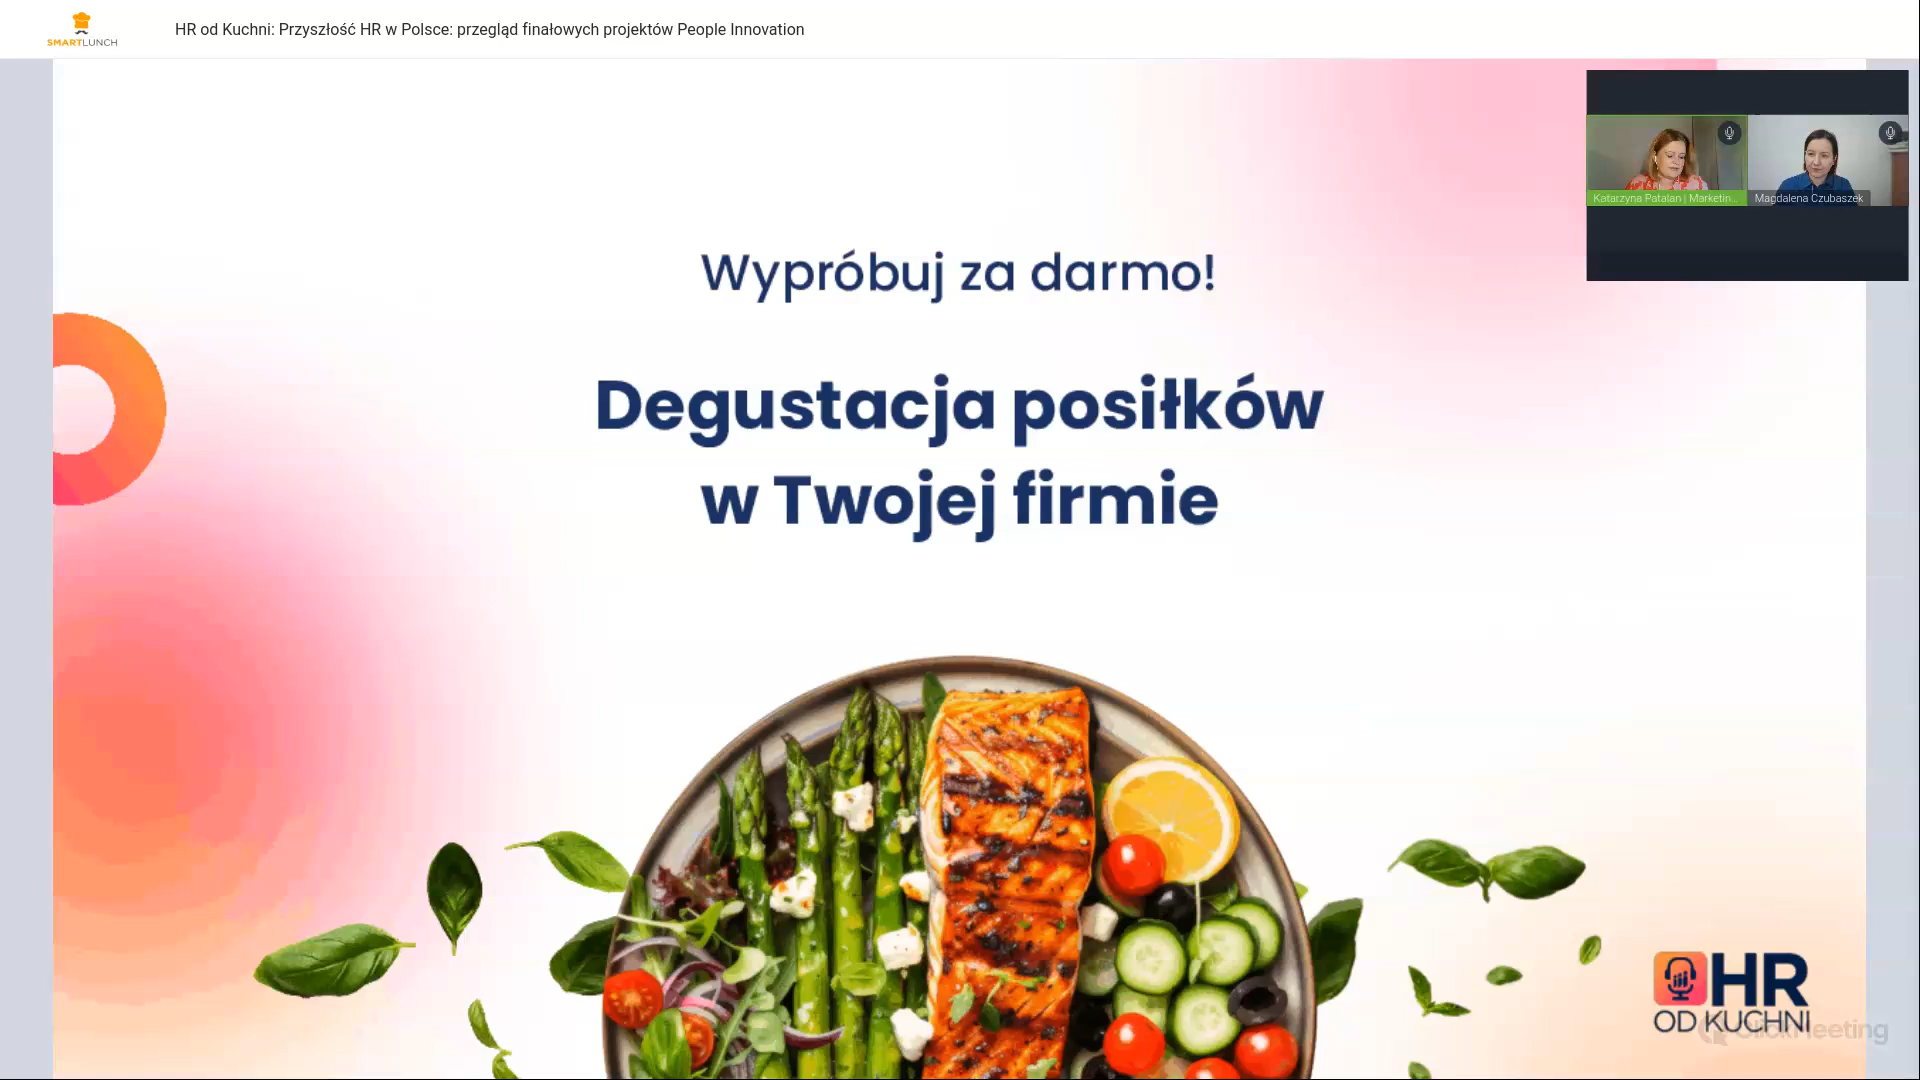 SMARTLUNCH
HR od Kuchni: Przyszłość HR w Polsce: przegląd finałowych projektów People Innovation
Katarzyna Patalan | Marketin...
Magdalena Czubaszek
Wypróbuj za darmo!
Degustacja posiłków
w Twojej firmie
HR
OD KUCHNI
ClickMeeting